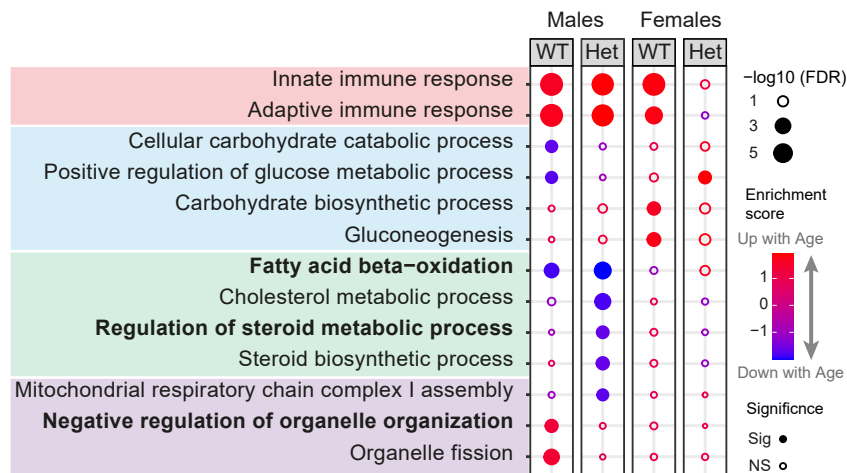 Males Females
WT Het WT Het
Innate immune response
Adaptive immune response
Cellular carbohydrate catabolic process
Positive regulation of glucose metabolic process
Carbohydrate biosynthetic process
Gluconeogenesis
Fatty acid beta−oxidation
Cholesterol metabolic process
Regulation of steroid metabolic process
Steroid biosynthetic process
Mitochondrial respiratory chain complex I assembly
Negative regulation of organelle organization
Organelle fission
−log10 (FDR)
1
3
5
Enrichment
score
Up with Age
1
0
−1
Down with Age
Significnce
Sig
NS